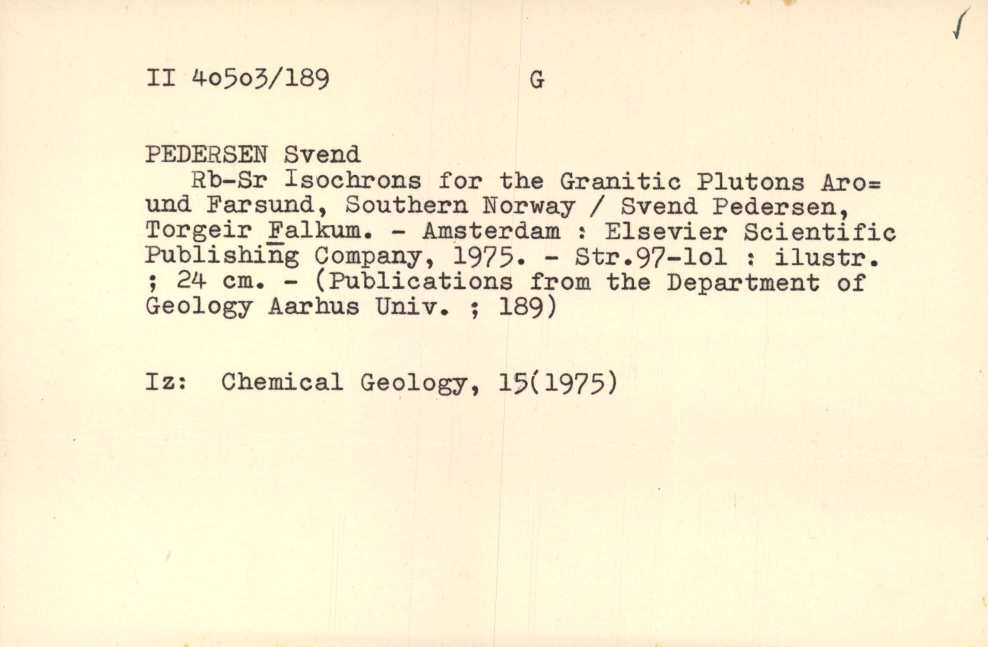 II 40503/189 G
PEDERSEN Svend
Rb-Sr Isochrons for the Granitic Plutons Aro=
und Farsund, Southern Norway / Svend Pedersen,
Torgeir Falkum. - Amsterdam : Elsevier Scientific
Publishing Company, 1975. - Str.97-lol : ilustr.
; 24 cm. - (Publications from the Department of
Geology Aarhus Univ. ; 189)
Iz: Chemical Geology, 15(1975)